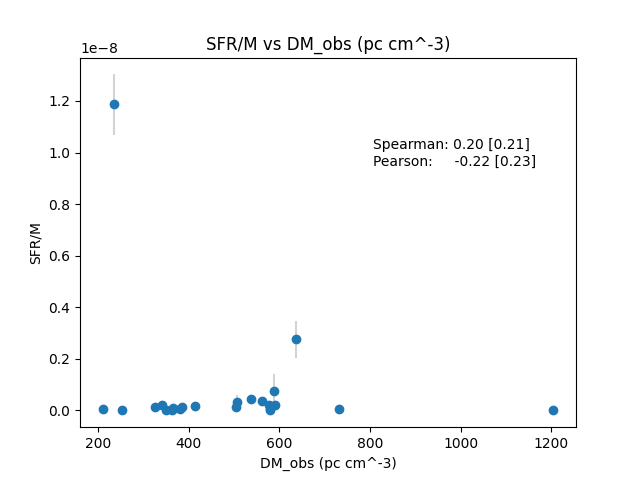 SFR/M vs DM_obs (pc cm^-3)
1e−8
1.2
1.0
0.8
0.6
0.4
0.2
0.0
SFR/M
Spearman: 0.20 [0.21]
Pearson: -0.22 [0.23]
200 400 600 800 1000 1200
DM_obs (pc cm^-3)